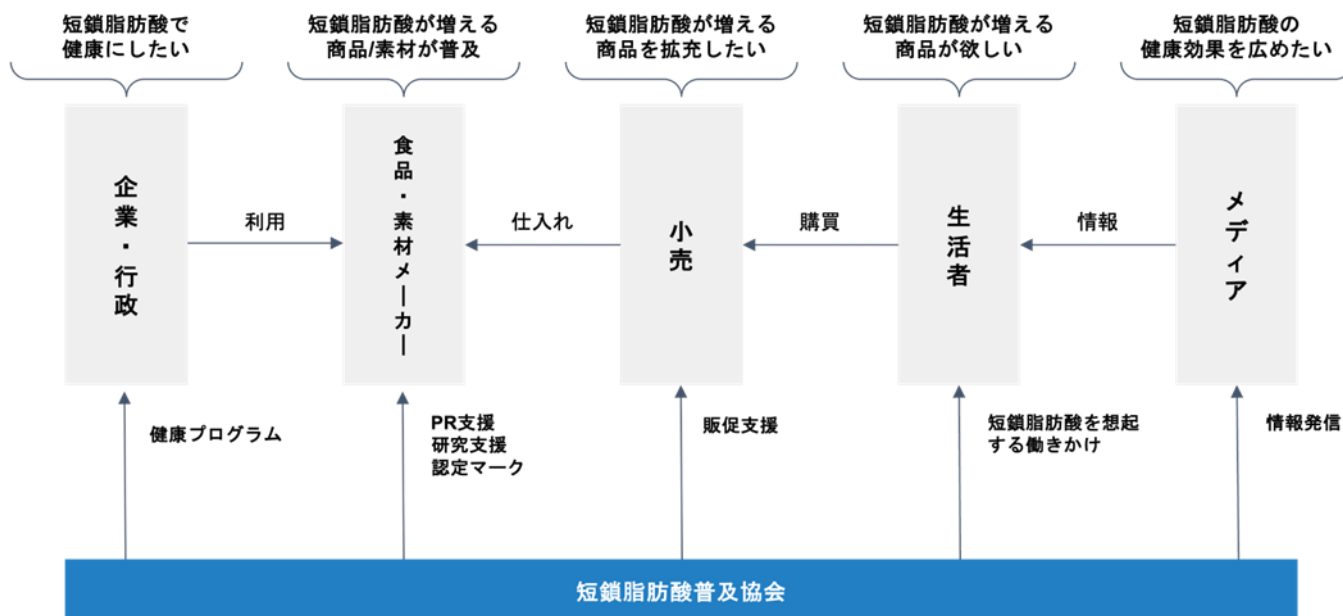 短鎖脂肪酸で
健康にしたい
短鎖脂肪酸が増える
商品/素材が普及
短鎖脂肪酸が増える
商品を拡充したい
短鎖脂肪酸が増える
商品が欲しい
短鎖脂肪酸の
健康効果を広めたい
企業・行政
利用
食品・素材メーカー
仕入れ
小売
購買
生活者
情報
メディア
健康プログラム
PR支援
研究支援
認定マーク
販促支援
短鎖脂肪酸を想起
する働きかけ
情報発信
短鎖脂肪酸普及協会